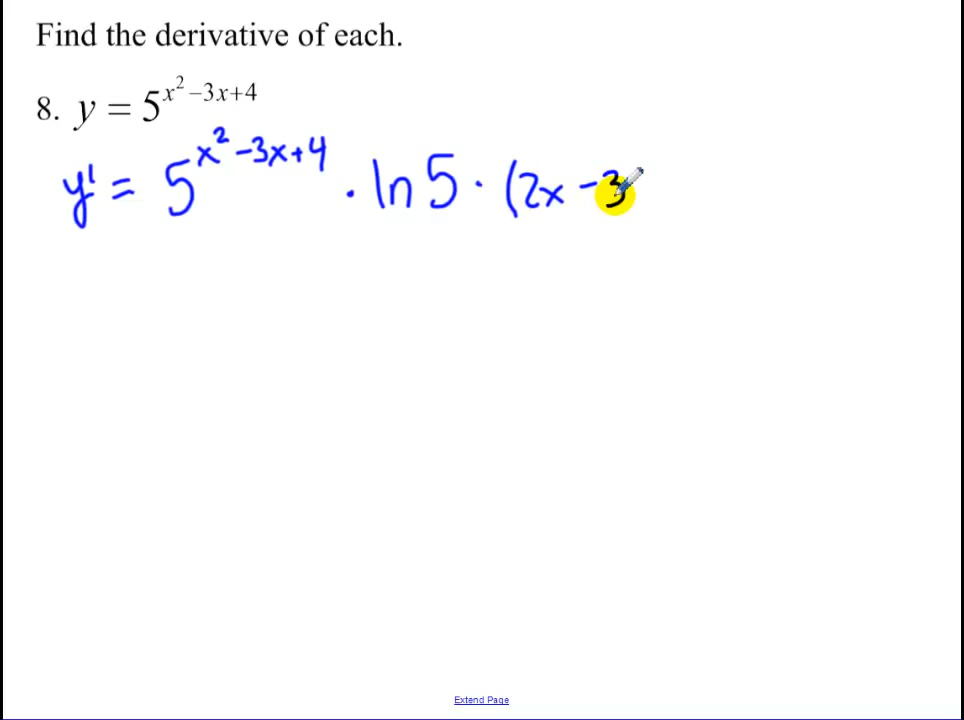 Find the derivative of each.
8. y = 5^{x^2 - 3x + 4}
y' = 5^{x^2 - 3x + 4} · ln 5 · (2x - 3
Extend Page